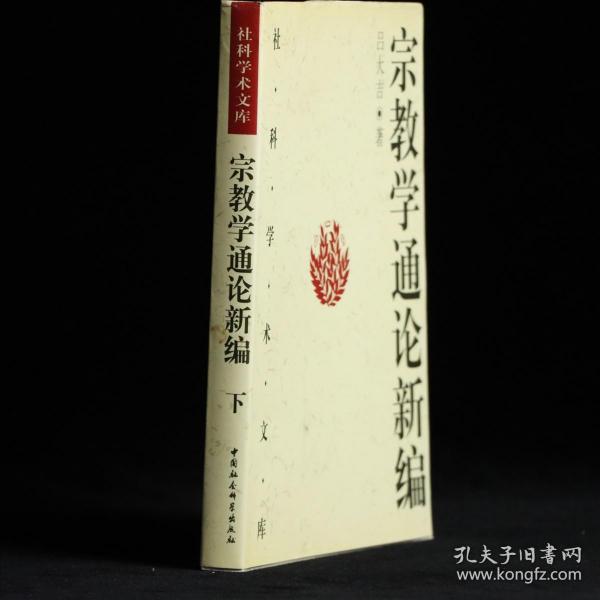 社科学术文库
宗教学通论新编
下
中国社会科学出版社
社·科·学·术·文·库
吕大吉·著
宗教学通论新编
孔夫子旧书网
www.kongfz.com